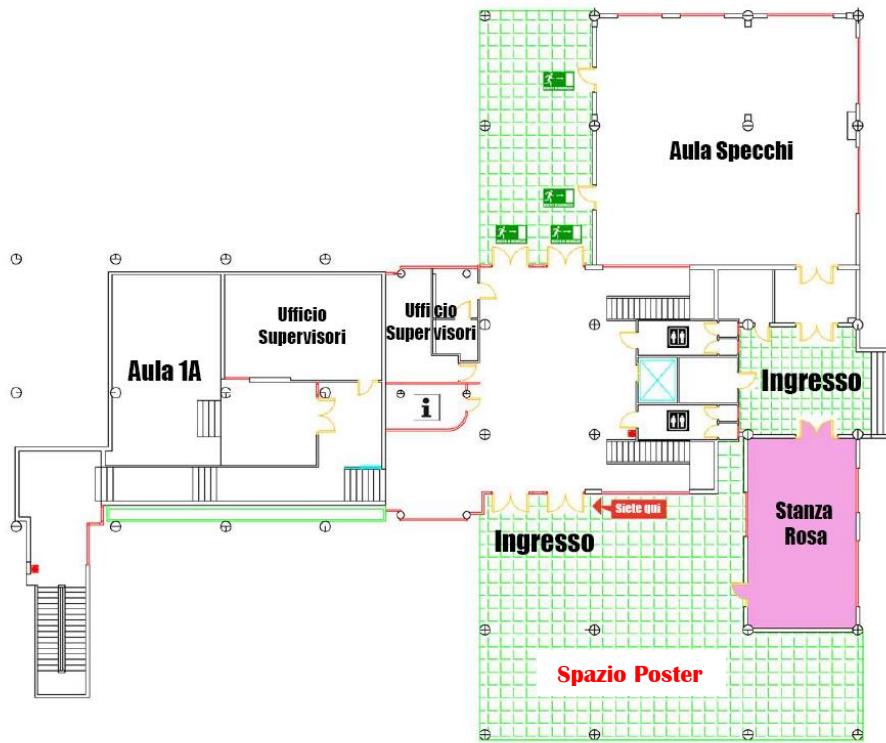 Aula Specchi
Ufficio
Supervisori
Ufficio
Supervisori
Aula 1A
i
Ingresso
Stanza
Rosa
Siete qui
Ingresso
Spazio Poster